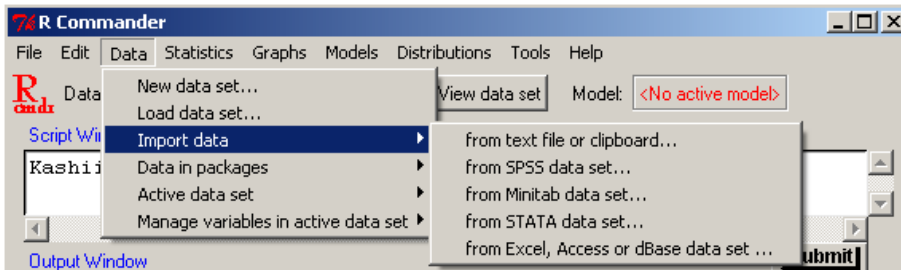 R Commander
File Edit Data Statistics Graphs Models Distributions Tools Help
R cmdr Data View data set Model: <No active model>
New data set...
Load data set...
Import data
Data in packages
Active data set
Manage variables in active data set
from text file or clipboard...
from SPSS data set...
from Minitab data set...
from STATA data set...
from Excel, Access or dBase data set ...
Script Wi
Kashi
Output Window
ubmit